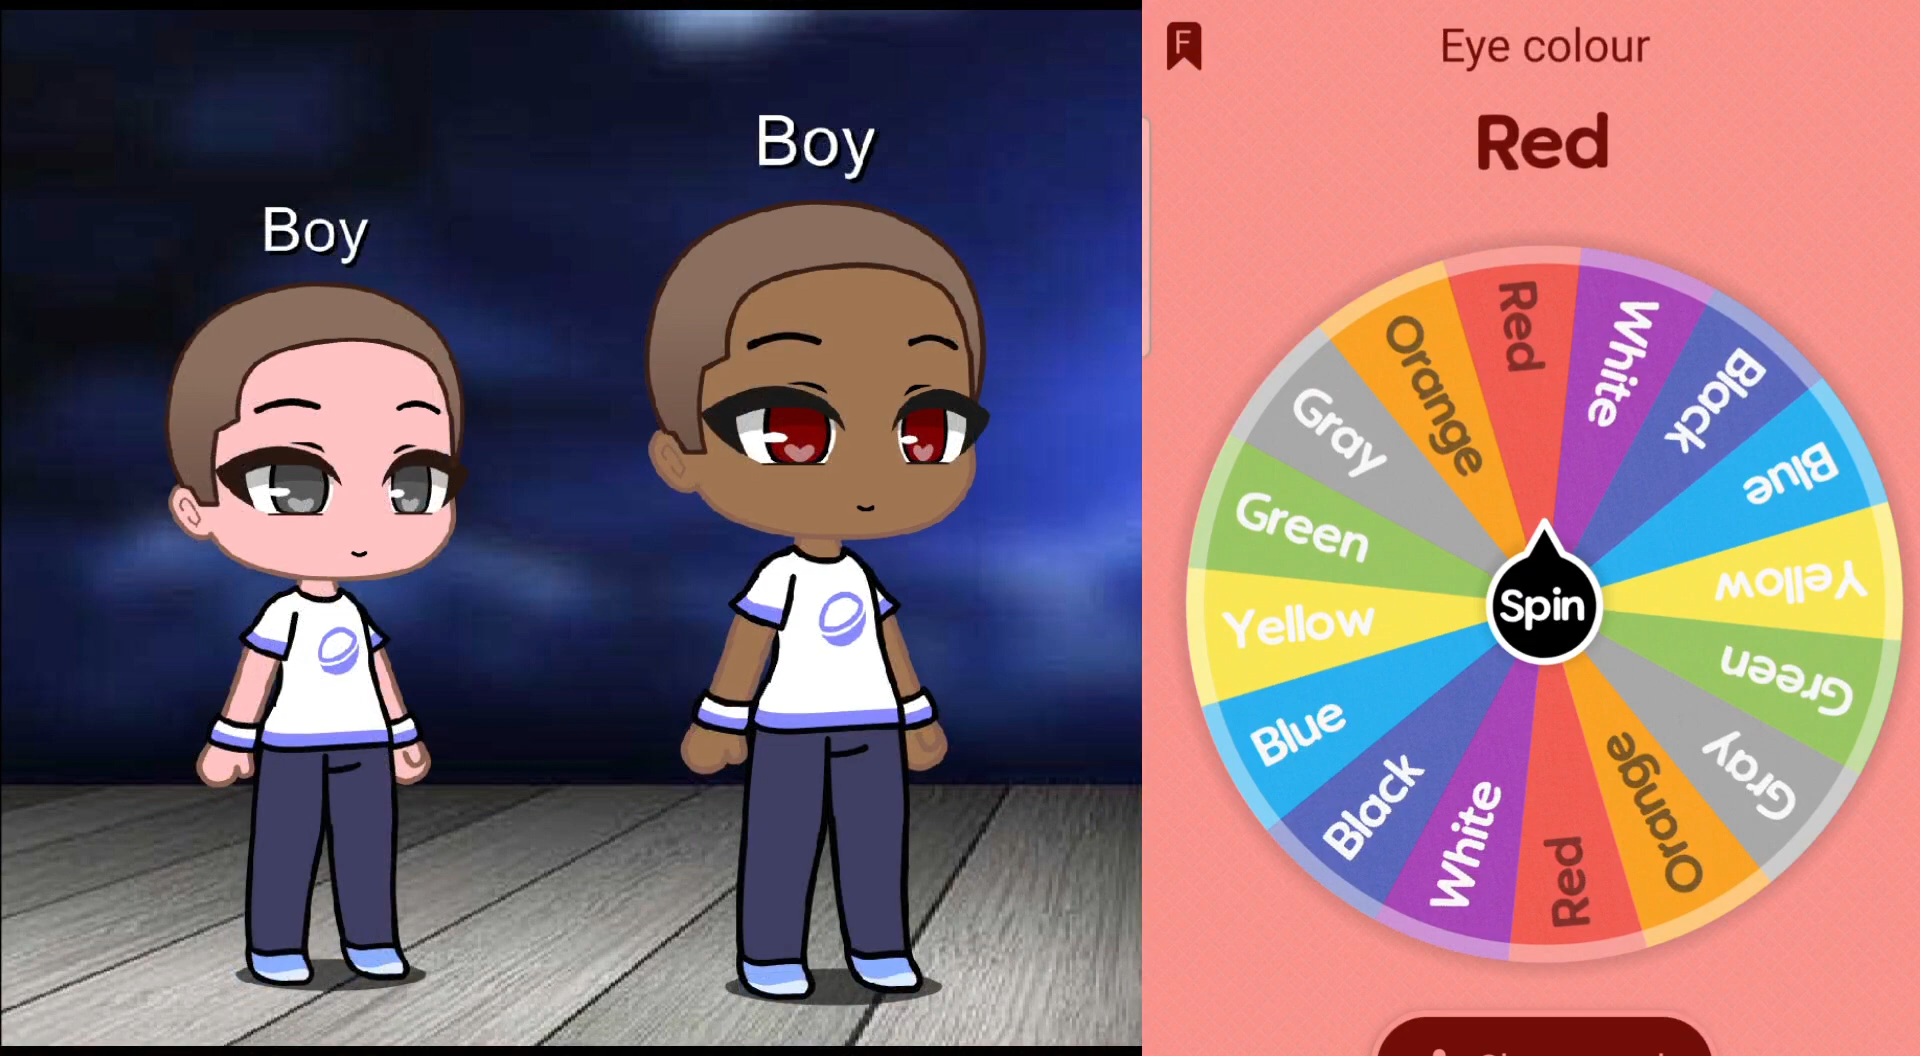 Boy
Boy
F
Eye colour
Red
Red
White
Black
Blue
Yellow
Green
Gray
Orange
Red
White
Black
Blue
Yellow
Green
Gray
Orange
Spin